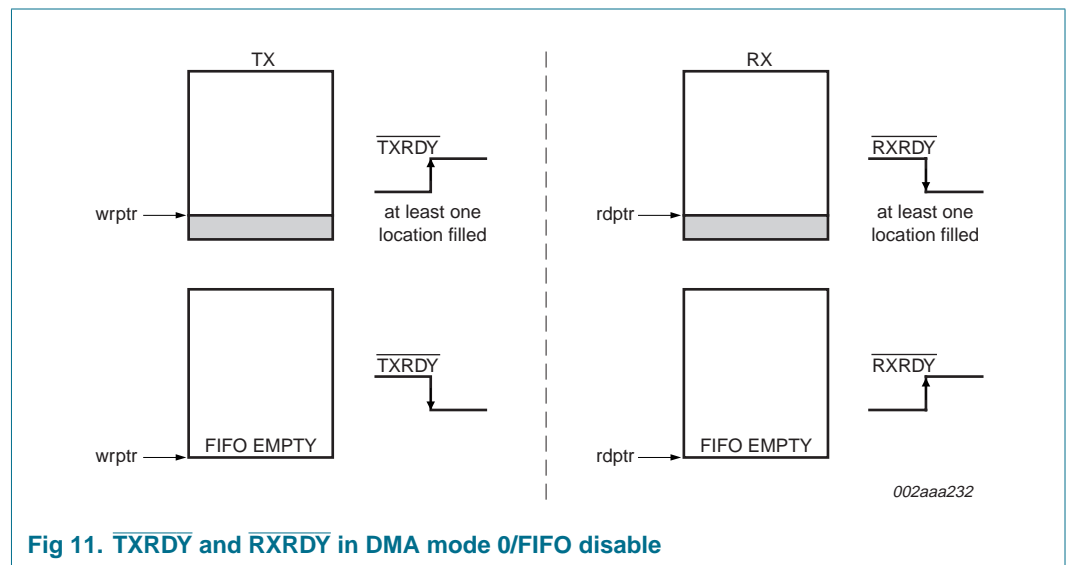 TX
TXRDY
wrptr
at least one
location filled
TXRDY
FIFO EMPTY
wrptr
RX
RXRDY
rdptr
at least one
location filled
RXRDY
FIFO EMPTY
rdptr
002aaa232
Fig 11. TXRDY and RXRDY in DMA mode 0/FIFO disable